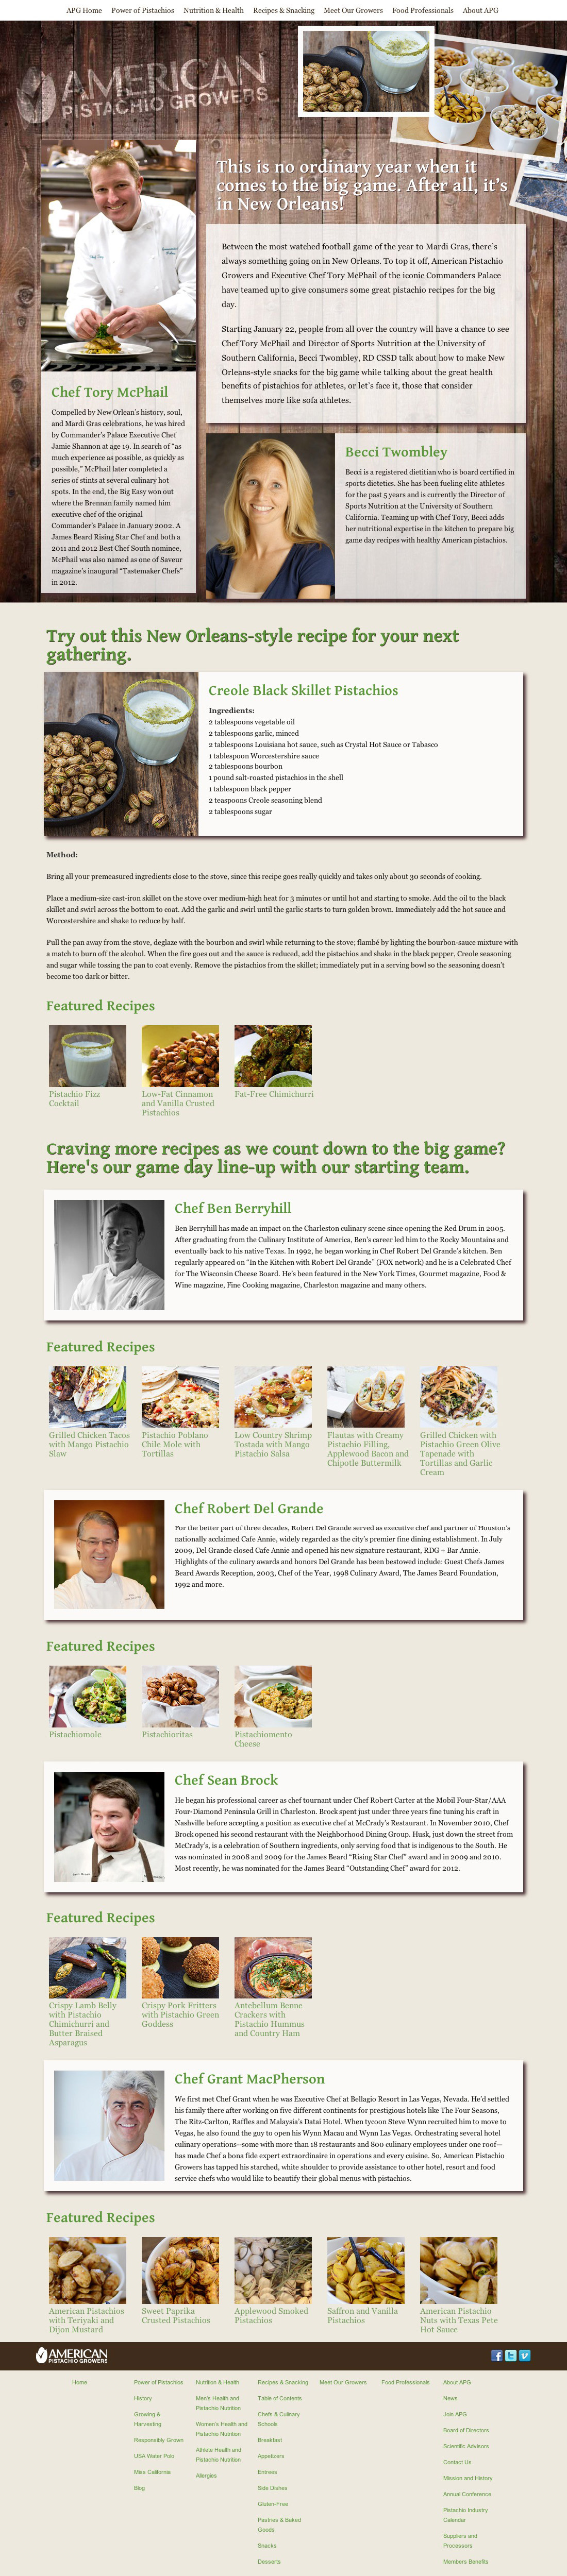 APG Home Power of Pistachios Nutrition & Health Recipes & Snacking Meet Our Growers Food Professionals About APG
AMERICAN
PISTACHIO GROWERS
This is no ordinary year when it
comes to the big game. After all, it's
in New Orleans!
Between the most watched football game of the year to Mardi Gras, there's
always something going on in New Orleans. To top it off, American Pistachio
Growers and Executive Chef Tory McPhail of the iconic Commanders Palace
have teamed up to give consumers some great pistachio recipes for the big
day.
Starting January 22, people from all over the country will have a chance to see
Chef Tory McPhail and Director of Sports Nutrition at the University of
Southern California, Becci Twombley, RD CSSD talk about how to make New
Orleans-style snacks for the big game while talking about the great health
benefits of pistachios for athletes, or let's face it, those that consider
themselves more like sofa athletes.
Chef Tory McPhail
Compelled by New Orlean's history, soul,
and Mardi Gras celebrations, he was hired
by Commander's Palace Executive Chef
Jamie Shannon at age 19. In search of "as
much experience as possible, as quickly as
possible," McPhail later completed a
series of stints at several culinary hot
spots. In the end, the Big Easy won out
where the Brennan family named him
executive chef of the original
Commander's Palace in January 2002. A
James Beard Rising Star Chef and both a
2011 and 2012 Best Chef South nominee,
McPhail was also named as one of Saveur
magazine's inaugural "Tastemaker Chefs"
in 2012.
Becci Twombley
Becci is a registered dietitian who is board certified in
sports dietetics. She has been fueling elite athletes
for the past 5 years and is currently the Director of
Sports Nutrition at the University of Southern
California. Teaming up with Chef Tory, Becci adds
her nutritional expertise in the kitchen to prepare big
game day recipes with healthy American pistachios.
Try out this New Orleans-style recipe for your next
gathering.
Creole Black Skillet Pistachios
Ingredients:
2 tablespoons vegetable oil
2 tablespoons garlic, minced
2 tablespoons Louisiana hot sauce, such as Crystal Hot Sauce or Tabasco
1 tablespoon Worcestershire sauce
2 tablespoons bourbon
1 pound salt-roasted pistachios in the shell
1 tablespoon black pepper
2 teaspoons Creole seasoning blend
2 tablespoons sugar
Method:
Bring all your premeasured ingredients close to the stove, since this recipe goes really quickly and takes only about 30 seconds of cooking.
Place a medium-size cast-iron skillet on the stove over medium-high heat for 3 minutes or until hot and starting to smoke. Add the oil to the black
skillet and swirl across the bottom to coat. Add the garlic and swirl until the garlic starts to turn golden brown. Immediately add the hot sauce and
Worcestershire and shake to reduce by half.
Pull the pan away from the stove, deglaze with the bourbon and swirl while returning to the stove; flambé by lighting the bourbon-sauce mixture with
a match to burn off the alcohol. When the fire goes out and the sauce is reduced, add the pistachios and shake in the black pepper, Creole seasoning
and sugar while tossing the pan to coat evenly. Remove the pistachios from the skillet; immediately put in a serving bowl so the seasoning doesn't
become too dark or bitter.
Featured Recipes
Pistachio Fizz
Cocktail
Low-Fat Cinnamon
and Vanilla Crusted
Pistachios
Fat-Free Chimichurri
Craving more recipes as we count down to the big game?
Here's our game day line-up with our starting team.
Chef Ben Berryhill
Ben Berryhill has made an impact on the Charleston culinary scene since opening the Red Drum in 2005.
After graduating from the Culinary Institute of America, Ben's career led him to the Rocky Mountains and
eventually back to his native Texas. In 1992, he began working in Chef Robert Del Grande's kitchen. Ben
regularly appeared on "In the Kitchen with Robert Del Grande" (FOX network) and he is a Celebrated Chef
for The Wisconsin Cheese Board. He's been featured in the New York Times, Gourmet magazine, Food &
Wine magazine, Fine Cooking magazine, Charleston magazine and many others.
Featured Recipes
Grilled Chicken Tacos
with Mango Pistachio
Slaw
Pistachio Poblano
Chile Mole with
Tortillas
Low Country Shrimp
Tostada with Mango
Pistachio Salsa
Flautas with Creamy
Pistachio Filling,
Applewood Bacon and
Chipotle Buttermilk
Grilled Chicken with
Pistachio Green Olive
Tapenade with
Tortillas and Garlic
Cream
Chef Robert Del Grande
For the better part of three decades, Robert Del Grande served as executive chef and partner of Houston's
nationally acclaimed Cafe Annie, widely regarded as the city's premier fine dining establishment. In July
2009, Del Grande closed Cafe Annie and opened his new signature restaurant, RDG + Bar Annie.
Highlights of the culinary awards and honors Del Grande has been bestowed include: Guest Chefs James
Beard Awards Reception, 2003, Chef of the Year, 1998 Culinary Award, The James Beard Foundation,
1992 and more.
Featured Recipes
Pistachiomole
Pistachioritas
Pistachiomento
Cheese
Chef Sean Brock
He began his professional career as chef tournant under Chef Robert Carter at the Mobil Four-Star/AAA
Four-Diamond Peninsula Grill in Charleston. Brock spent just under three years fine tuning his craft in
Nashville before accepting a position as executive chef at McCrady's Restaurant. In November 2010, Chef
Brock opened his second restaurant with the Neighborhood Dining Group. Husk, just down the street from
McCrady's, is a celebration of Southern ingredients, only serving food that is indigenous to the South. He
was nominated in 2008 and 2009 for the James Beard "Rising Star Chef" award and in 2009 and 2010.
Most recently, he was nominated for the James Beard "Outstanding Chef" award for 2012.
Featured Recipes
Crispy Lamb Belly
with Pistachio
Chimichurri and
Butter Braised
Asparagus
Crispy Pork Fritters
with Pistachio Green
Goddess
Antebellum Benne
Crackers with
Pistachio Hummus
and Country Ham
Chef Grant MacPherson
We first met Chef Grant when he was Executive Chef at Bellagio Resort in Las Vegas, Nevada. He'd settled
his family there after working on five different continents for prestigious hotels like The Four Seasons,
The Ritz-Carlton, Raffles and Malaysia's Datai Hotel. When tycoon Steve Wynn recruited him to move to
Vegas, he also found the guy to open his Wynn Macau and Wynn Las Vegas. Orchestrating several hotel
culinary operations--some with more than 18 restaurants and 800 culinary employees under one roof—
has made Chef a bona fide expert extraordinaire in operations and every cuisine. So, American Pistachio
Growers has tapped his starched, white shoulder to provide assistance to other hotel, resort and food
service chefs who would like to beautify their global menus with pistachios.
Featured Recipes
American Pistachios
with Teriyaki and
Dijon Mustard
Sweet Paprika
Crusted Pistachios
Applewood Smoked
Pistachios
Saffron and Vanilla
Pistachios
American Pistachio
Nuts with Texas Pete
Hot Sauce
AMERICAN
PISTACHIO GROWERS
Home
Power of Pistachios
History
Growing &
Harvesting
Responsibly Grown
USA Water Polo
Miss California
Blog
Nutrition & Health
Men's Health and
Pistachio Nutrition
Women's Health and
Pistachio Nutrition
Athlete Health and
Pistachio Nutrition
Allergies
Recipes & Snacking
Table of Contents
Chefs & Culinary
Schools
Breakfast
Appetizers
Entrees
Side Dishes
Gluten-Free
Pastries & Baked
Goods
Snacks
Desserts
Meet Our Growers
Food Professionals
About APG
News
Join APG
Board of Directors
Scientific Advisors
Contact Us
Mission and History
Annual Conference
Pistachio Industry
Calendar
Suppliers and
Processors
Members Benefits